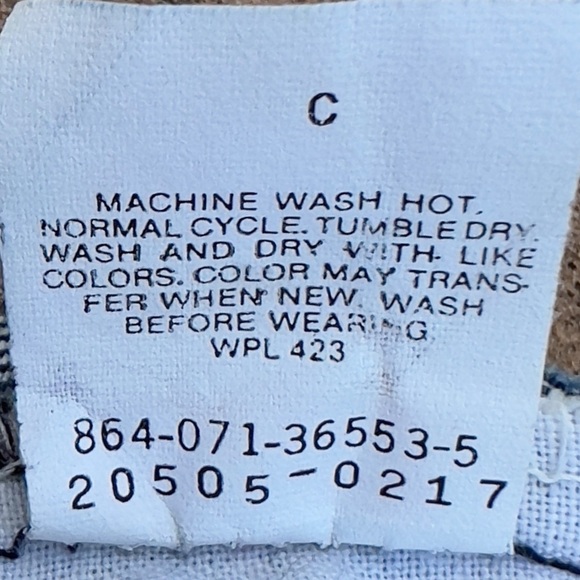 C
MACHINE WASH HOT.
NORMAL CYCLE. TUMBLE DRY.
WASH AND DRY WITH LIKE
COLORS. COLOR MAY TRANS-
FER WHEN NEW. WASH
BEFORE WEARING
WPL 423
864-071-36553-5
20505-0217